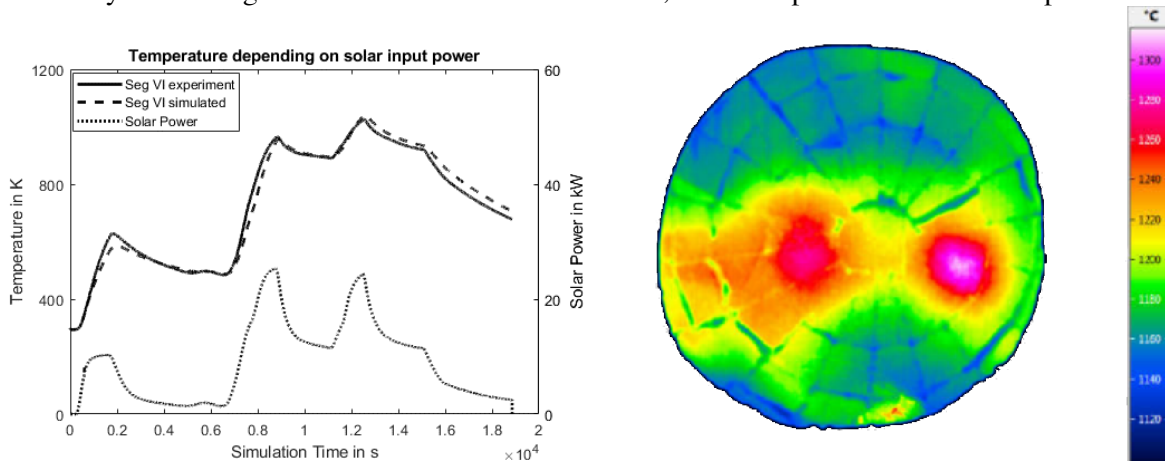 Temperature depending on solar input power
1200
800
400
0
Temperature in K
Seg VI experiment
Seg VI simulated
Solar Power
60
40
20
0
Solar Power in kW
0 0.2 0.4 0.6 0.8 1 1.2 1.4 1.6 1.8 2
Simulation Time in s
×10⁴
°C
1300
1280
1240
1220
1200
1160
1140
1120